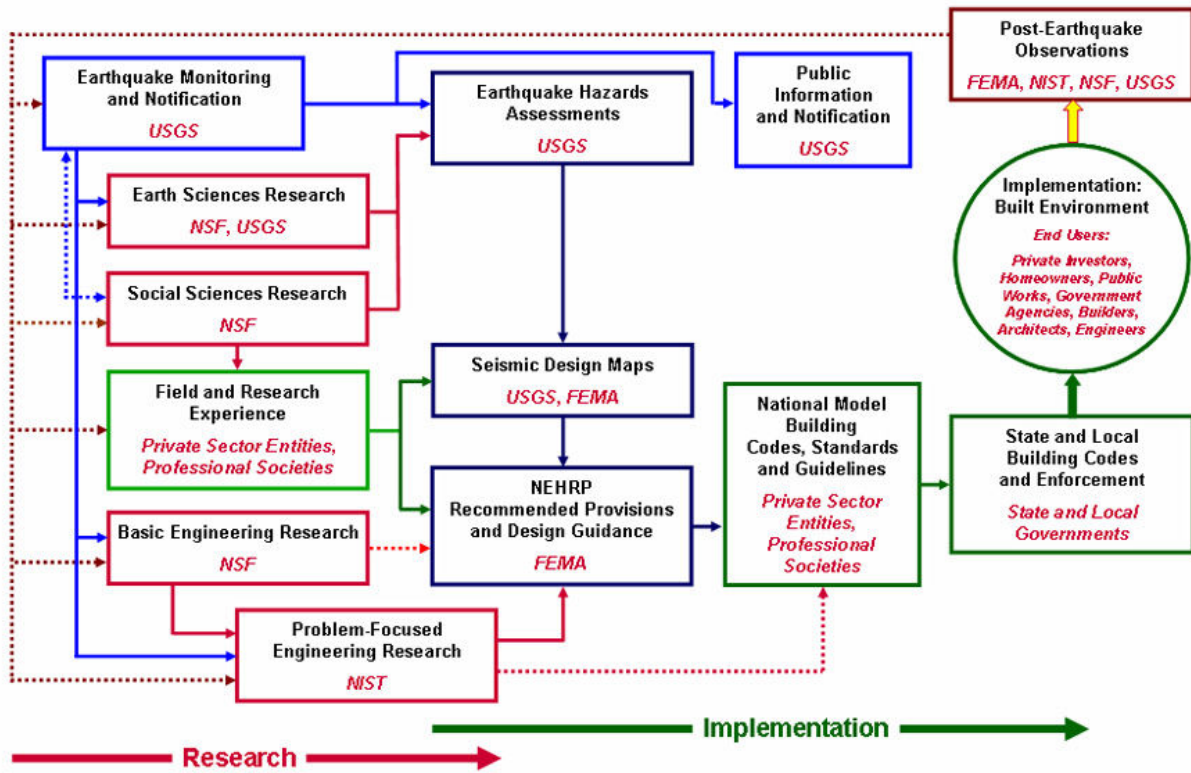 Post-Earthquake
Observations
FEMA, NIST, NSF, USGS
Earthquake Monitoring
and Notification
USGS
Earthquake Hazards
Assessments
USGS
Public
Information
and Notification
USGS
Earth Sciences Research
NSF, USGS
Implementation:
Built Environment
End Users:
Private Investors,
Homeowners, Public
Works, Government
Agencies, Builders,
Architects, Engineers
Social Sciences Research
NSF
Field and Research
Experience
Private Sector Entities,
Professional Societies
Seismic Design Maps
USGS, FEMA
National Model
Building
Codes, Standards
and Guidelines
Private Sector
Entities,
Professional
Societies
State and Local
Building Codes
and Enforcement
State and Local
Governments
NEHRP
Recommended Provisions
and Design Guidance
FEMA
Basic Engineering Research
NSF
Problem-Focused
Engineering Research
NIST
Implementation
Research